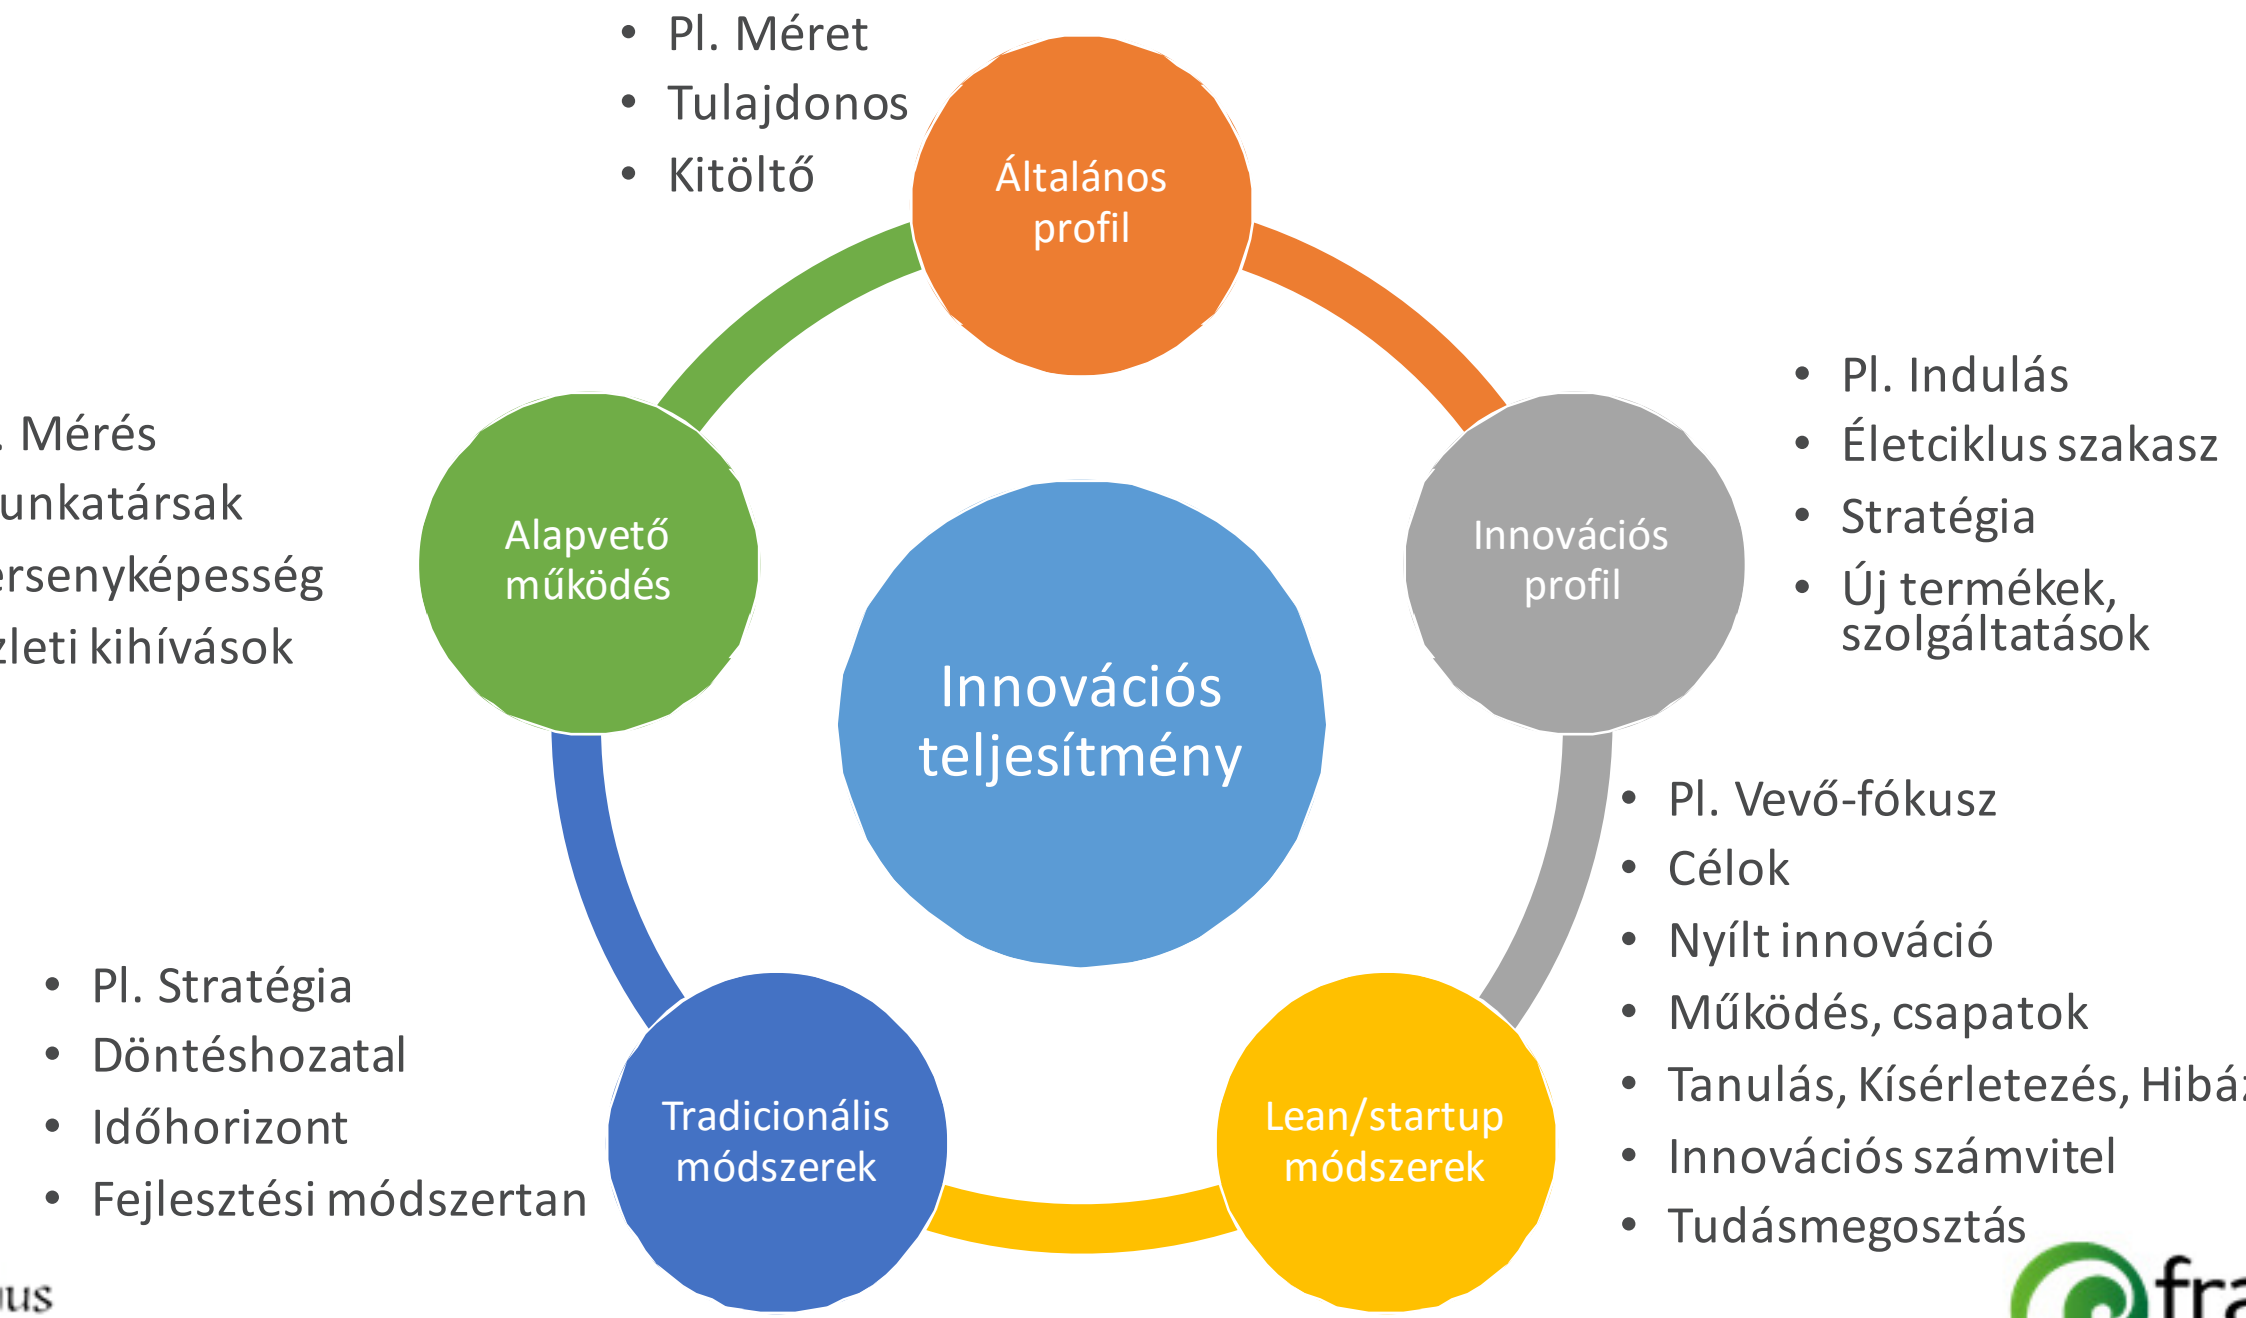 • Pl. Méret
• Tulajdonos
• Kitöltő
Általános
profil
• Pl. Indulás
• Életciklus szakasz
• Stratégia
• Új termékek,
szolgáltatások
Innovációs
profil
. Mérés
unkatársak
ersenyképesség
zleti kihívások
Alapvető
működés
Innovációs
teljesítmény
• Pl. Vevő-fókusz
• Célok
• Nyílt innováció
• Működés, csapatok
• Tanulás, Kísérletezés, Hibáz
• Innovációs számvitel
• Tudásmegosztás
Lean/startup
módszerek
• Pl. Stratégia
• Döntéshozatal
• Időhorizont
• Fejlesztési módszertan
Tradicionális
módszerek
fra